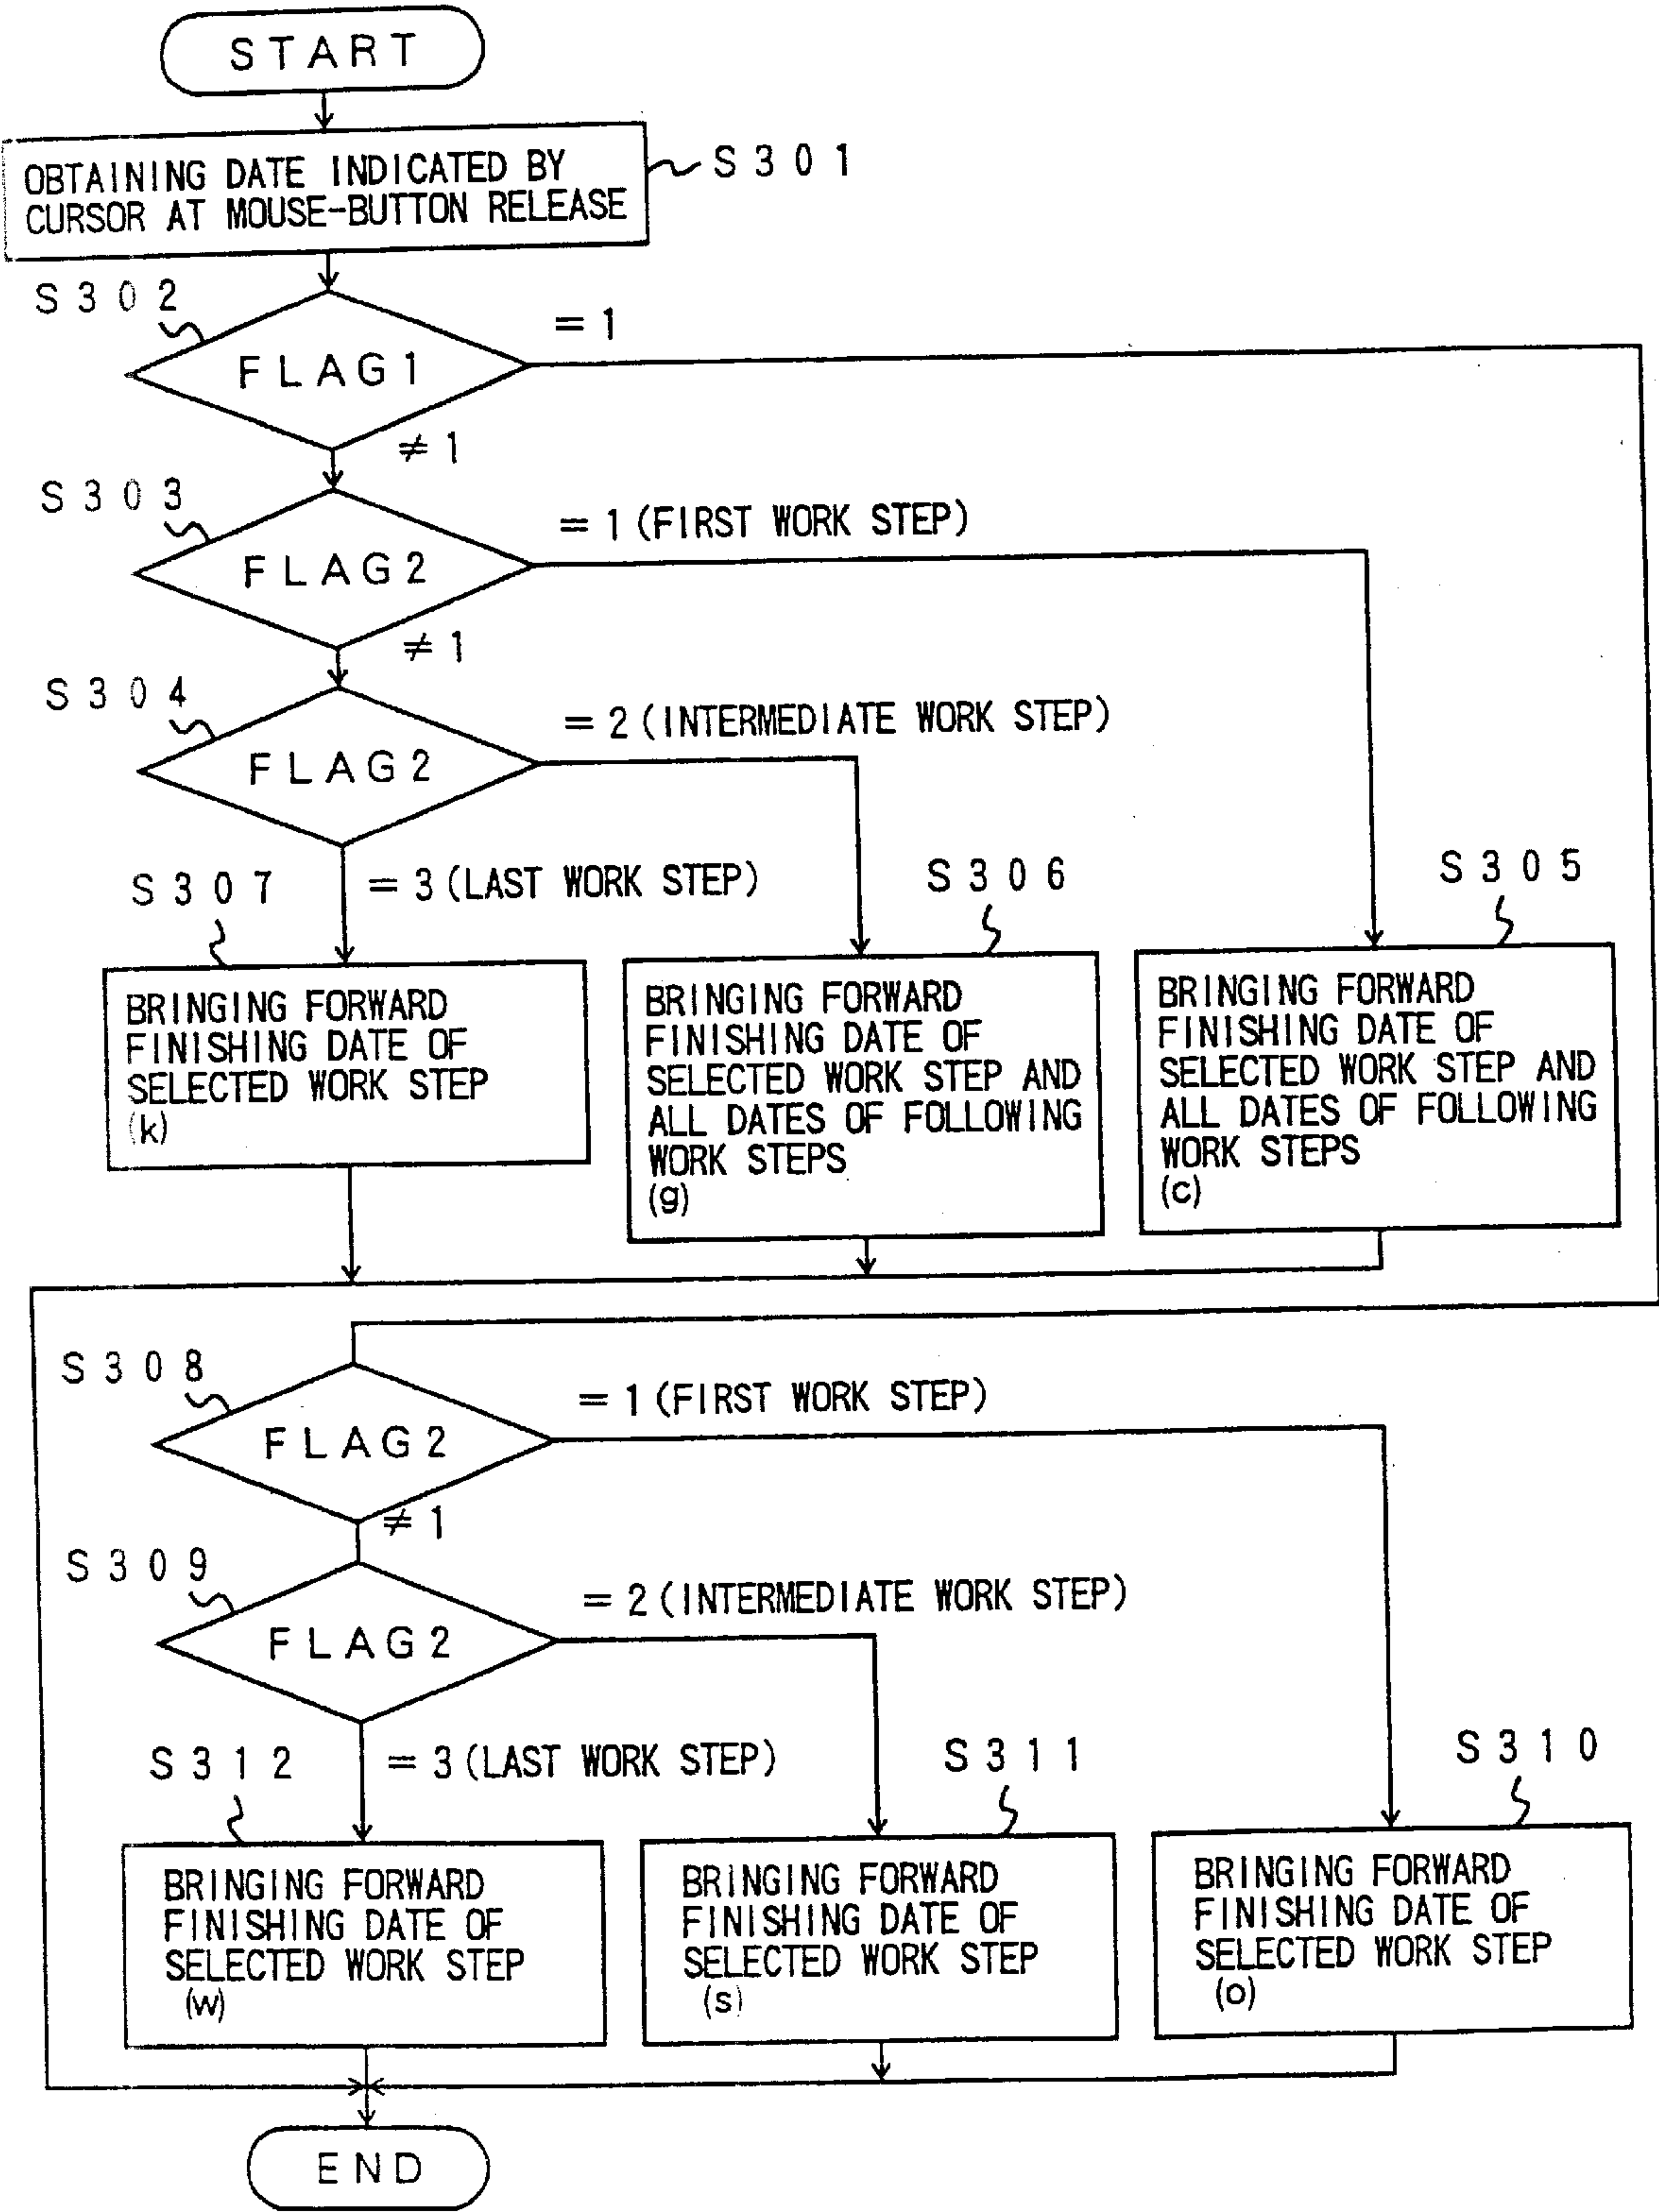 START
OBTAINING DATE INDICATED BY
CURSOR AT MOUSE-BUTTON RELEASE
S301
S302
FLAG1
= 1
≠ 1
S303
FLAG2
= 1 (FIRST WORK STEP)
≠ 1
S304
FLAG2
= 2 (INTERMEDIATE WORK STEP)
S307
= 3 (LAST WORK STEP)
S306
S305
BRINGING FORWARD
FINISHING DATE OF
SELECTED WORK STEP
(k)
BRINGING FORWARD
FINISHING DATE OF
SELECTED WORK STEP AND
ALL DATES OF FOLLOWING
WORK STEPS
(g)
BRINGING FORWARD
FINISHING DATE OF
SELECTED WORK STEP AND
ALL DATES OF FOLLOWING
WORK STEPS
(c)
S308
FLAG2
= 1 (FIRST WORK STEP)
≠ 1
S309
FLAG2
= 2 (INTERMEDIATE WORK STEP)
S312
= 3 (LAST WORK STEP)
S311
S310
BRINGING FORWARD
FINISHING DATE OF
SELECTED WORK STEP
(w)
BRINGING FORWARD
FINISHING DATE OF
SELECTED WORK STEP
(s)
BRINGING FORWARD
FINISHING DATE OF
SELECTED WORK STEP
(o)
END